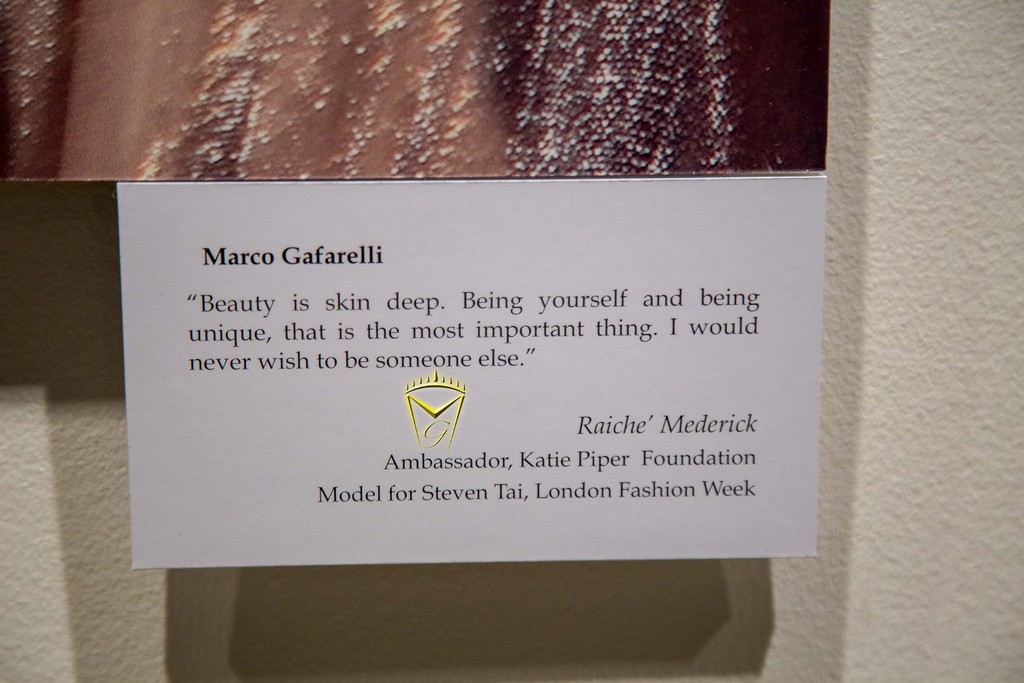 Marco Gafarelli
“Beauty is skin deep. Being yourself and being
unique, that is the most important thing. I would
never wish to be someone else.”
MG
Raiche’ Mederick
Ambassador, Katie Piper Foundation
Model for Steven Tai, London Fashion Week